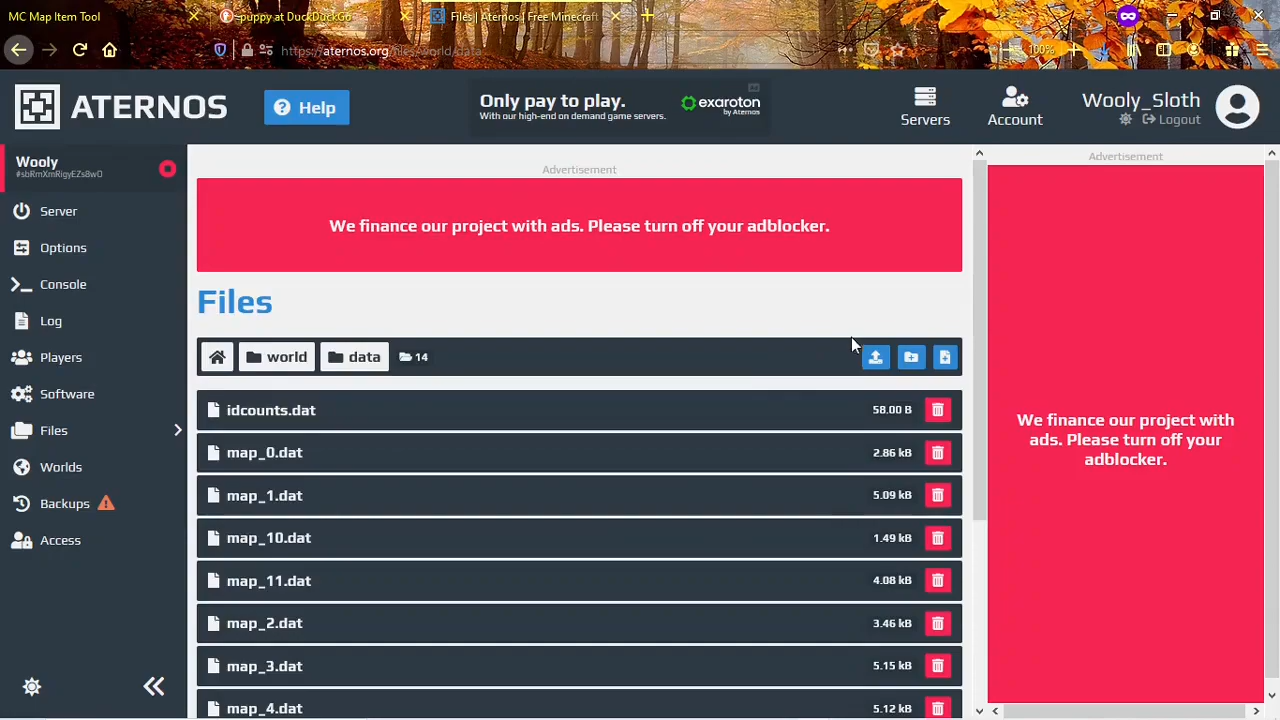 MC Map Item Tool
puppy at DuckDuckGo
Files | Aternos | Free Minecraft
https://aternos.org/files/world/data
100%
ATERNOS
Help
Only pay to play.
With our high-end on demand game servers.
exaroton
by Aternos
Ad
Servers
Account
Wooly_Sloth
Logout
Wooly
#sbRmXmRigyEZs8wO
Server
Options
Console
Log
Players
Software
Files
Worlds
Backups
Access
Advertisement
We finance our project with ads. Please turn off your adblocker.
Files
world
data
14
idcounts.dat 58.00 B
map_0.dat 2.86 kB
map_1.dat 5.09 kB
map_10.dat 1.49 kB
map_11.dat 4.08 kB
map_2.dat 3.46 kB
map_3.dat 5.15 kB
map_4.dat 5.12 kB
Advertisement
We finance our project with
ads. Please turn off your
adblocker.